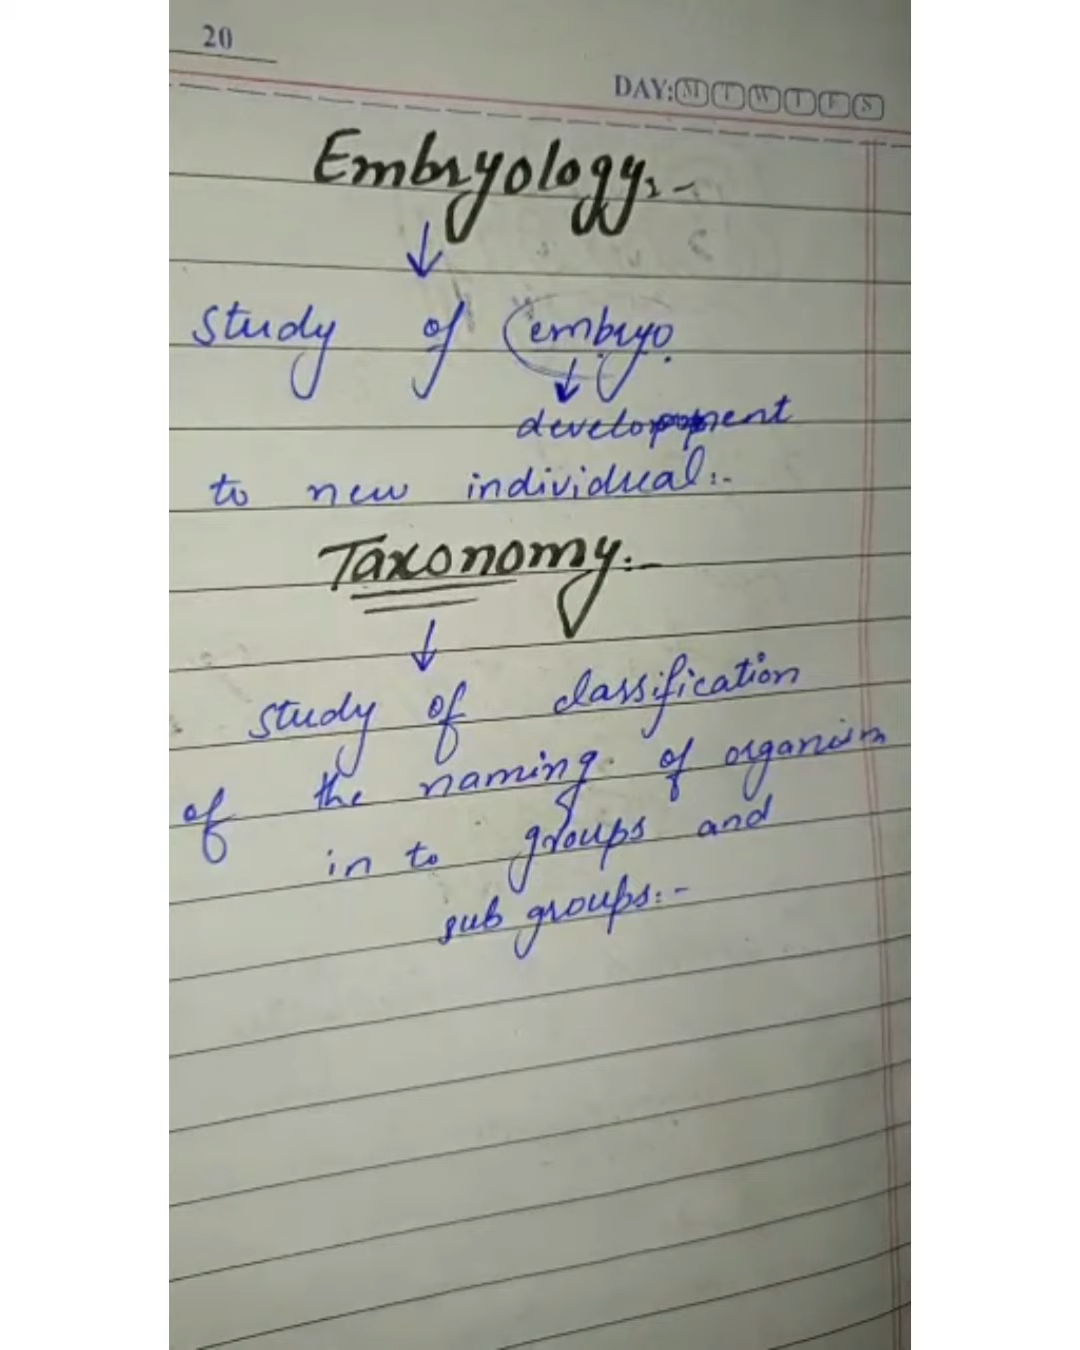 20
DAY: M T W T F S
Embryology:-
↓
study of (embryo.
↓
development
to new individual:-
Taxonomy:-
↓
study of classification
of the naming of organism
in to groups and
sub groups:-